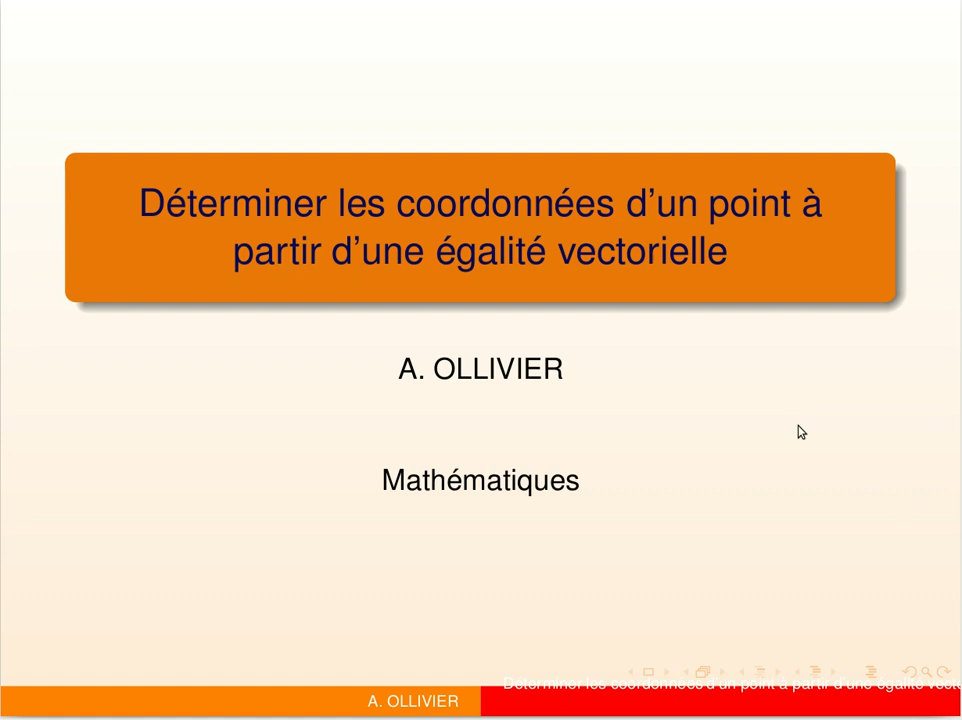 Déterminer les coordonnées d'un point à
partir d'une égalité vectorielle
A. OLLIVIER
Mathématiques
Déterminer les coordonnées d'un point à partir d'une égalité vect
A. OLLIVIER